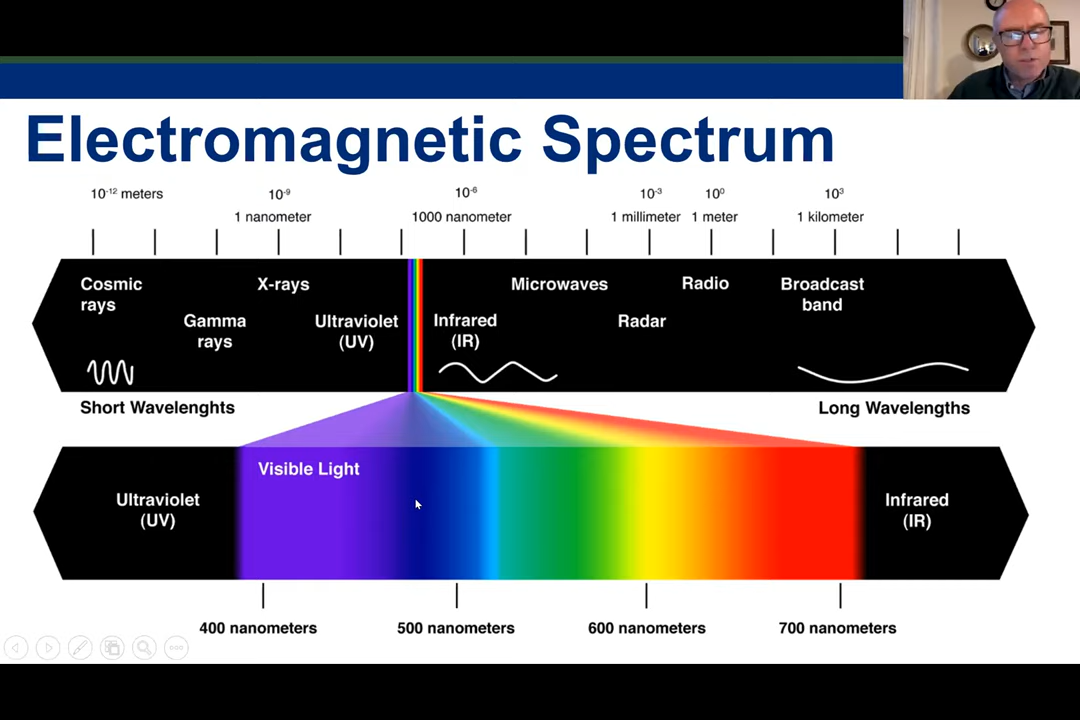 Electromagnetic Spectrum
10⁻¹² meters
10⁻⁹
10⁻⁶
10⁻³
10⁰
10³
1 nanometer
1000 nanometer
1 millimeter
1 meter
1 kilometer
Cosmic
rays
X-rays
Microwaves
Radio
Broadcast
band
Gamma
rays
Ultraviolet
(UV)
Infrared
(IR)
Radar
Short Wavelenghts
Long Wavelengths
Visible Light
Ultraviolet
(UV)
Infrared
(IR)
400 nanometers
500 nanometers
600 nanometers
700 nanometers